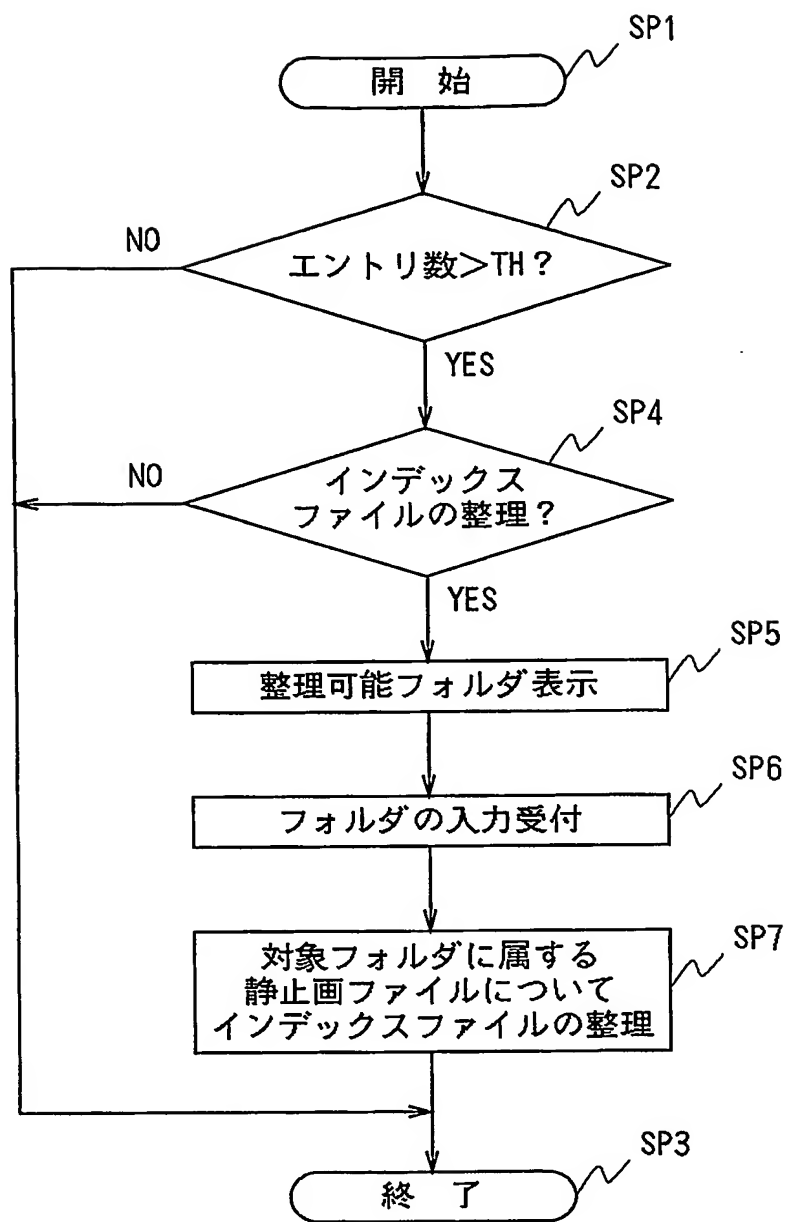 SP1
開 始
SP2
NO
エントリ数>TH?
YES
SP4
NO
インデックス
ファイルの整理?
YES
SP5
整理可能フォルダ表示
SP6
フォルダの入力受付
SP7
対象フォルダに属する
静止画ファイルについて
インデックスファイルの整理
SP3
終 了